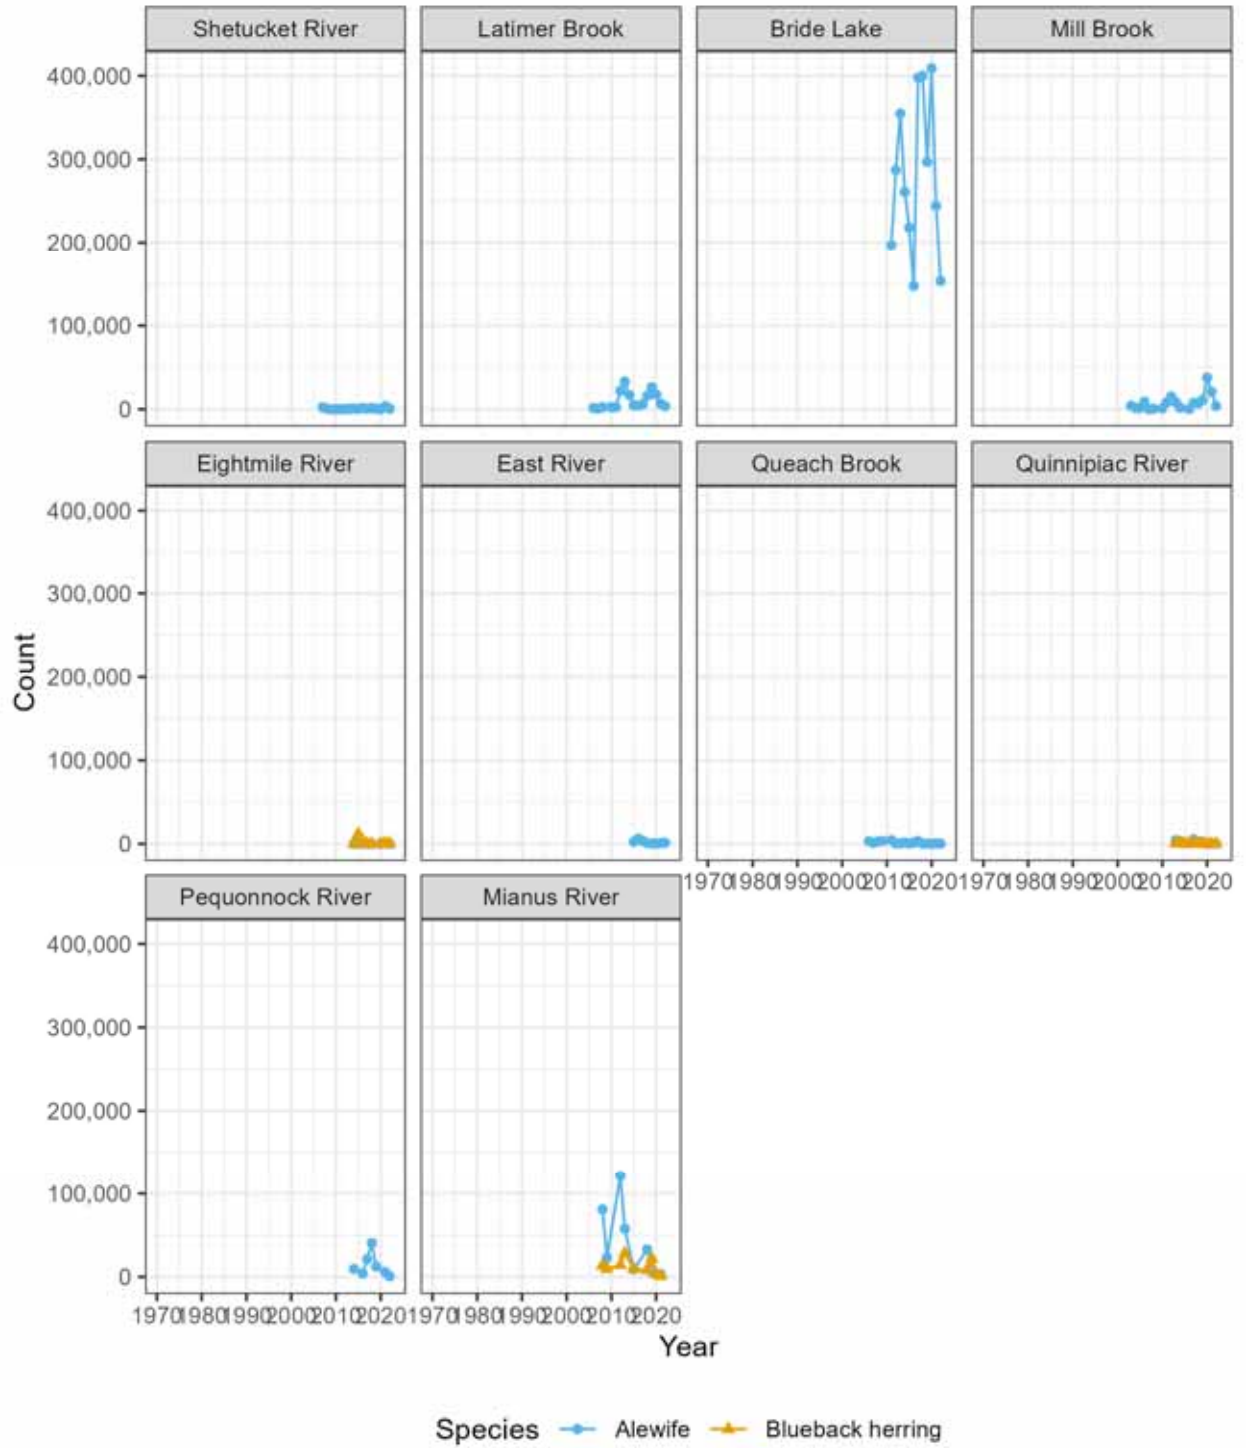 Shetucket River Latimer Brook Bride Lake Mill Brook
400,000
300,000
200,000
100,000
0
Eightmile River East River Queach Brook Quinnipiac River
400,000
300,000
200,000
100,000
0
1970 1980 1990 2000 2010 2020 1970 1980 1990 2000 2010 2020
Pequonnock River Mianus River
400,000
300,000
200,000
100,000
0
1970 1980 1990 2000 2010 2020 1970 1980 1990 2000 2010 2020
Count
Year
Species Alewife Blueback herring